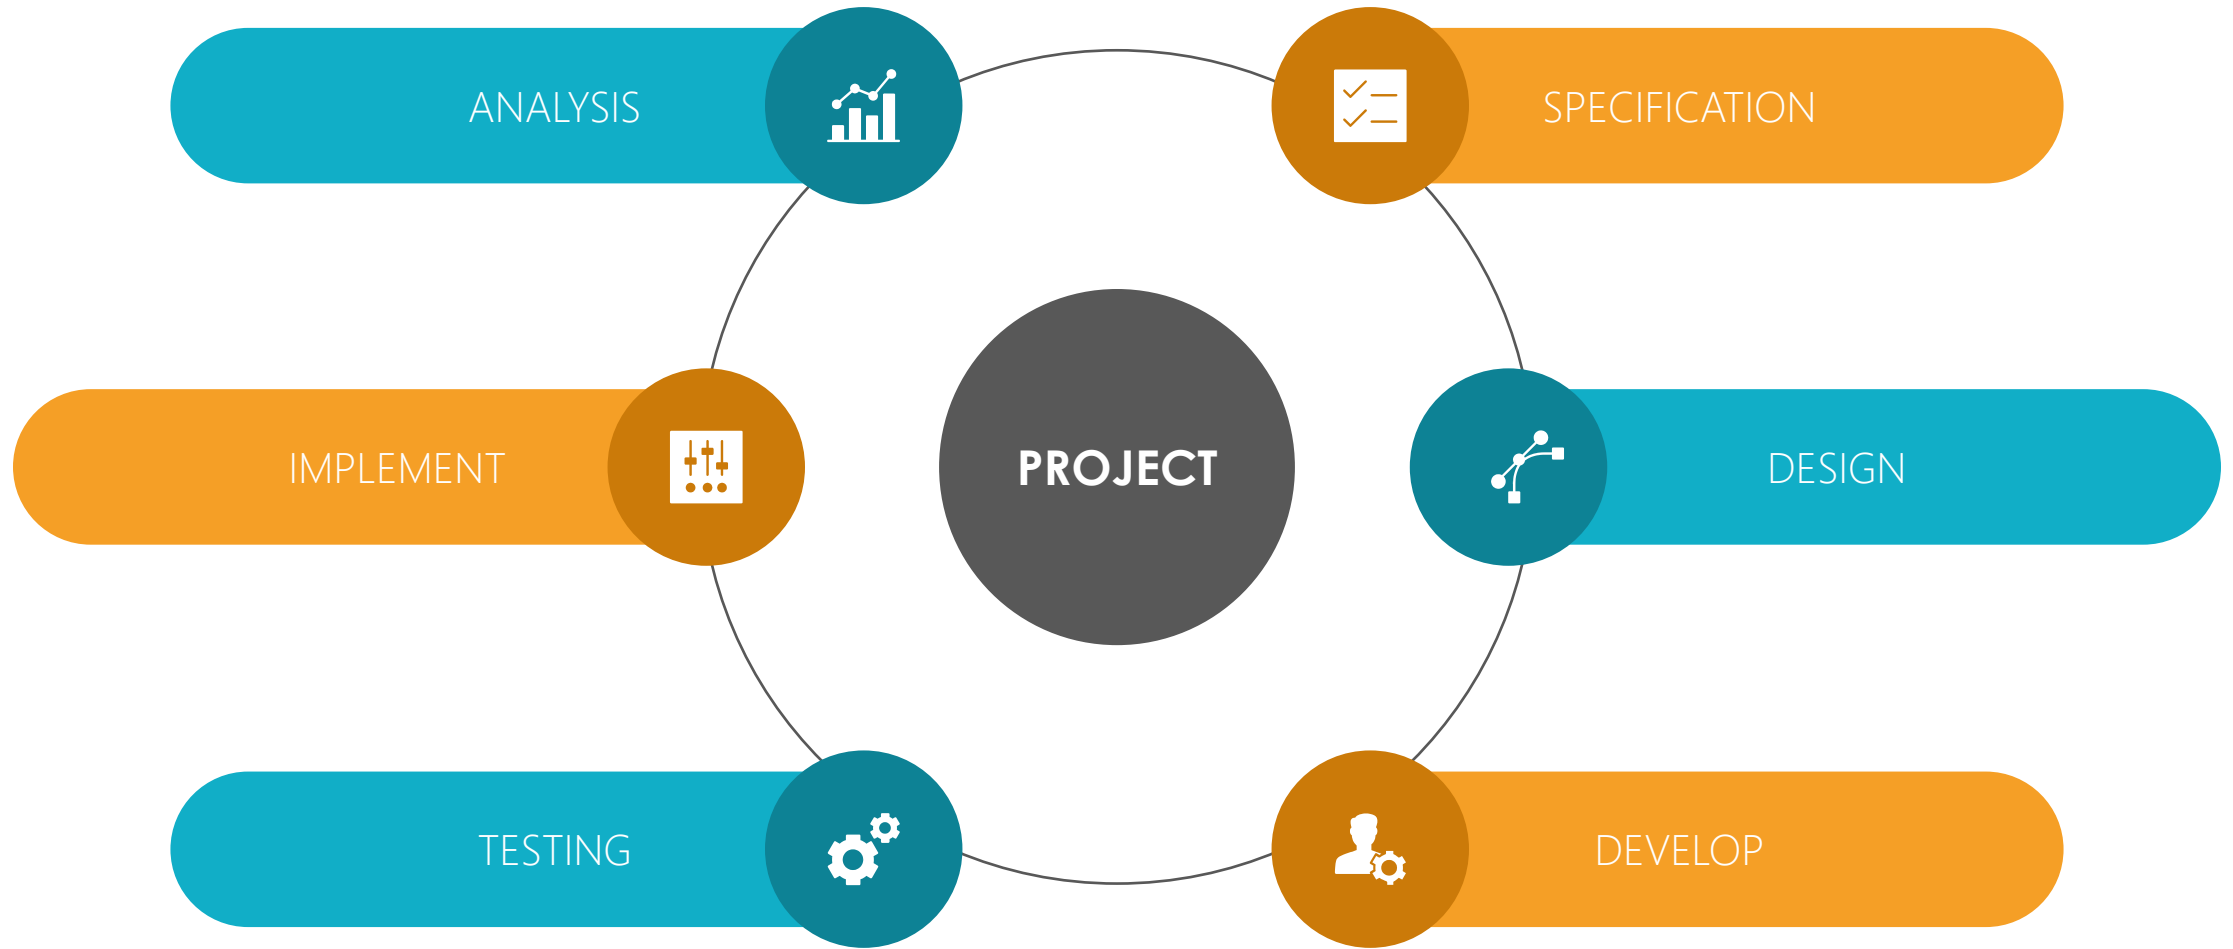 ANALYSIS
SPECIFICATION
IMPLEMENT
PROJECT
DESIGN
TESTING
DEVELOP